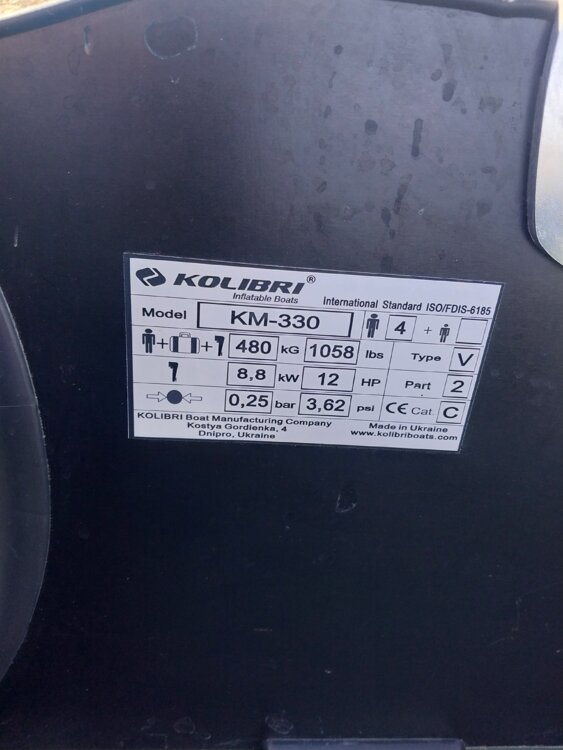 KOLIBRI®
Inflatable Boats
International Standard ISO/FDIS-6185
Model KM-330 4 +
+ + 480 kG 1058 lbs Type V
8,8 kW 12 HP Part 2
0,25 bar 3,62 psi CE Cat. C
KOLIBRI Boat Manufacturing Company
Kostya Gordienka, 4
Dnipro, Ukraine
Made in Ukraine
www.kolibriboats.com